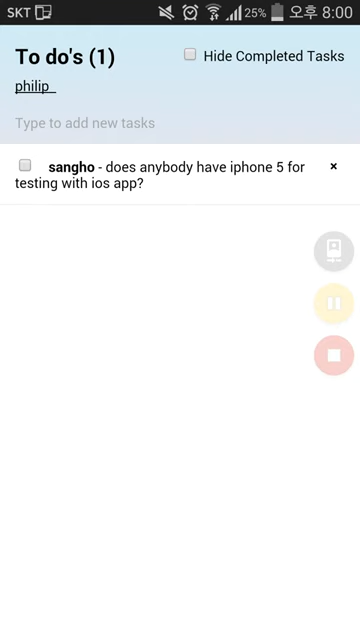 SKT 25% 오후 8:00
To do's (1)
Hide Completed Tasks
philip
Type to add new tasks
sangho - does anybody have iphone 5 for ×
testing with ios app?